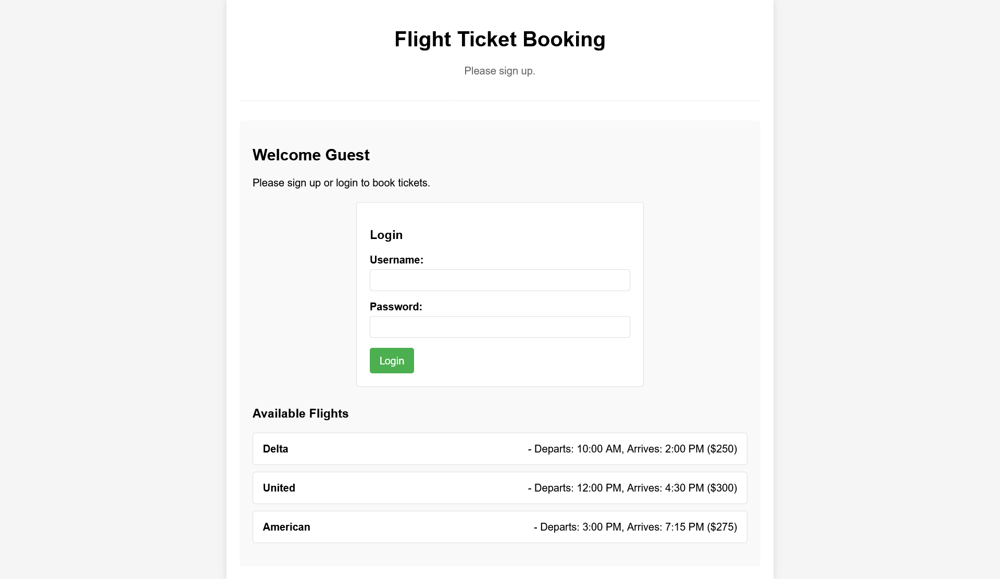 Flight Ticket Booking
Please sign up.
Welcome Guest
Please sign up or login to book tickets.
Login
Username:
Password:
Login
Available Flights
Delta - Departs: 10:00 AM, Arrives: 2:00 PM ($250)
United - Departs: 12:00 PM, Arrives: 4:30 PM ($300)
American - Departs: 3:00 PM, Arrives: 7:15 PM ($275)